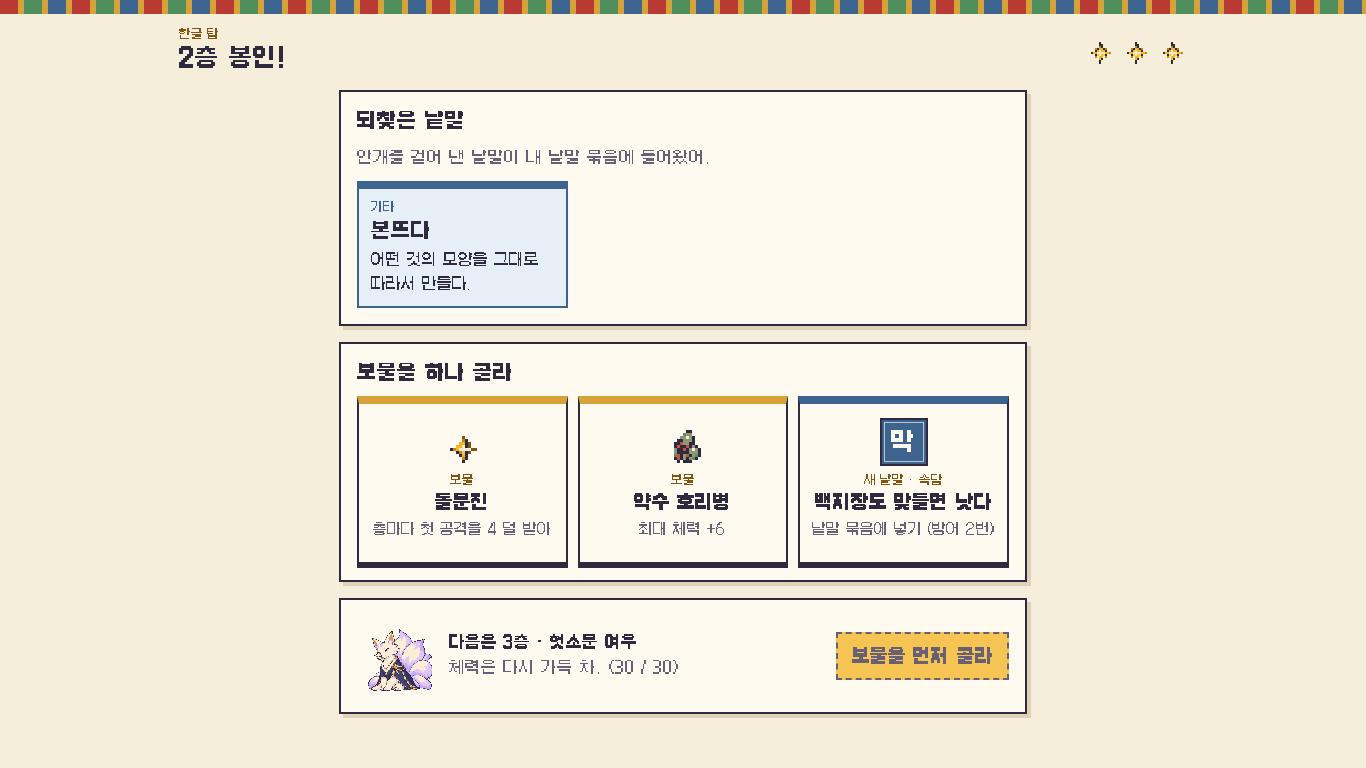 한글 탑
2층 봉인!
되찾은 낱말
안개를 걷어 낸 낱말이 내 낱말 묶음에 들어왔어.
기타
본뜨다
어떤 것의 모양을 그대로
따라서 만들다.
보물을 하나 골라
보물
돌문진
층마다 첫 공격을 4 덜 받아
보물
약수 호리병
최대 체력 +6
막
새 낱말 · 속담
백지장도 맞들면 낫다
낱말 묶음에 넣기 (방어 2번)
다음은 3층 · 헛소문 여우
체력은 다시 가득 차. (30 / 30)
보물을 먼저 골라